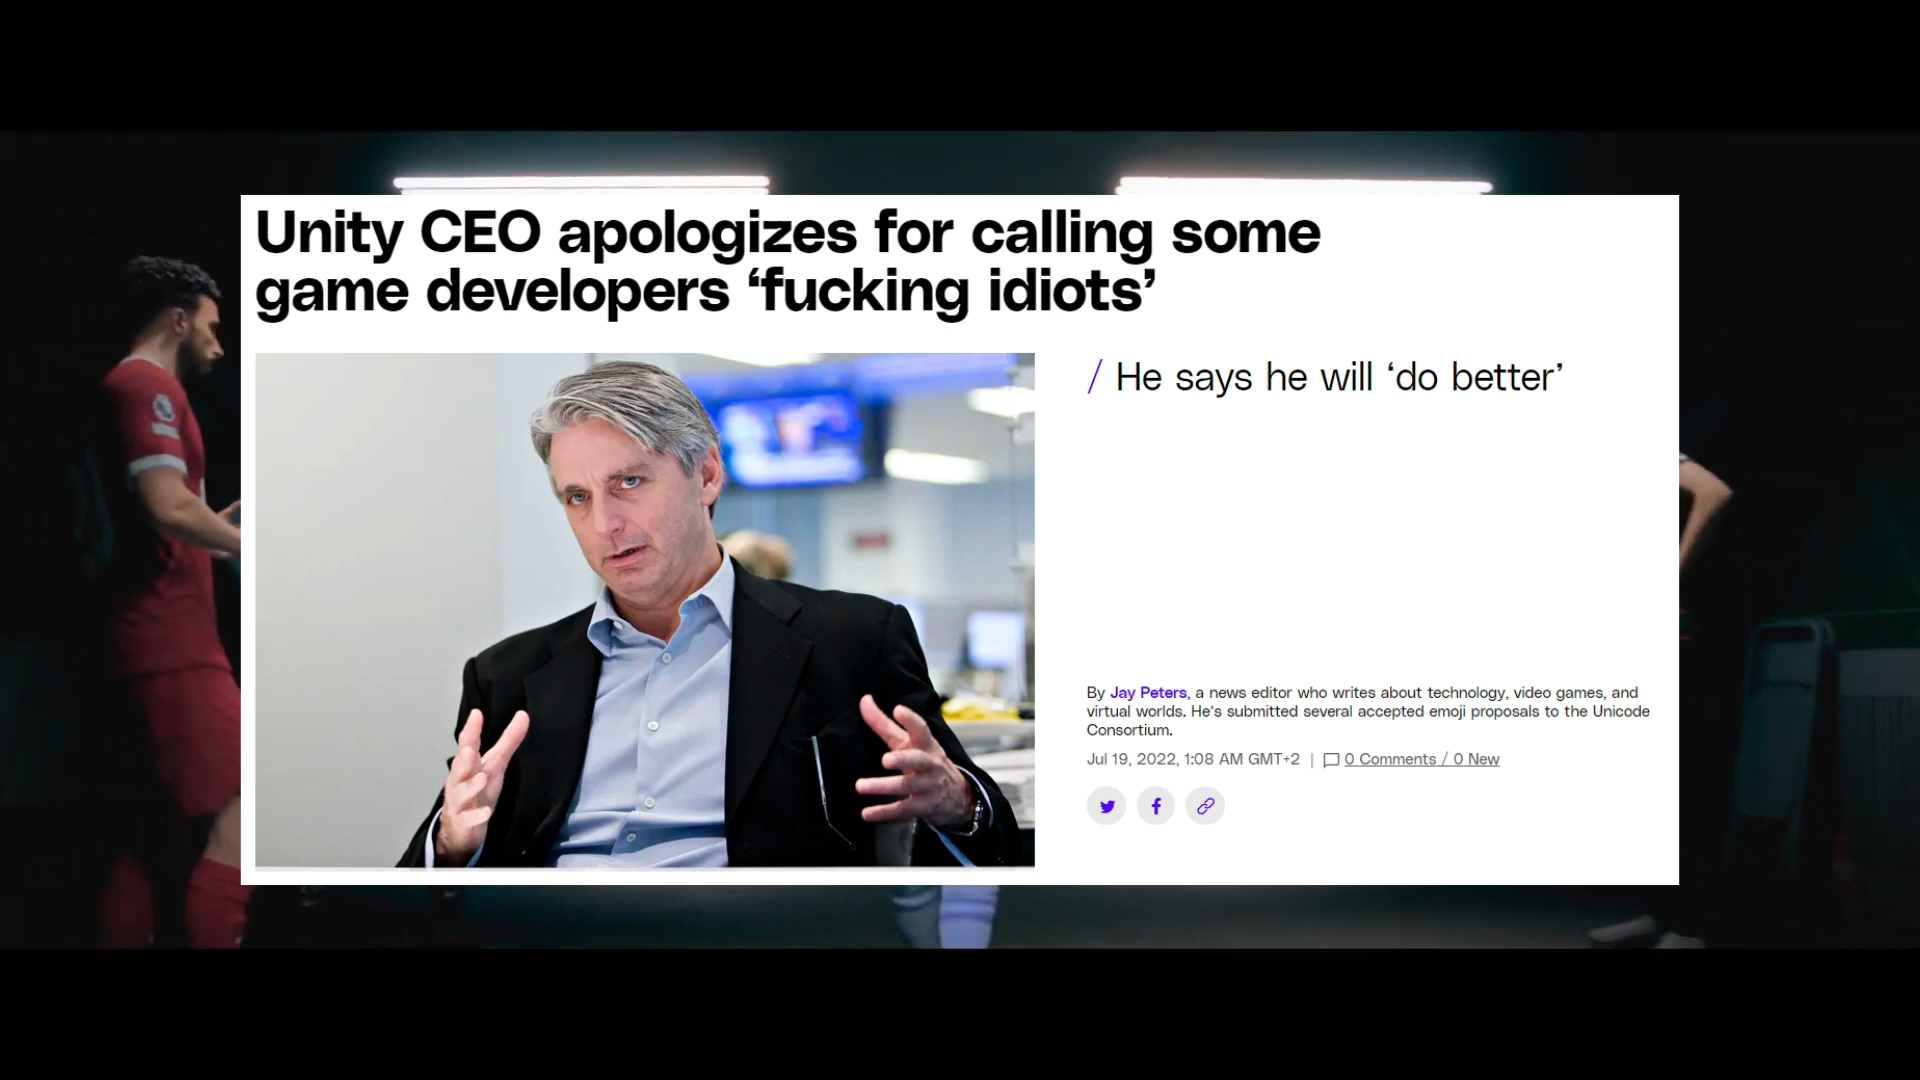 Unity CEO apologizes for calling some
game developers ‘fucking idiots’
/ He says he will ‘do better’
By Jay Peters, a news editor who writes about technology, video games, and
virtual worlds. He's submitted several accepted emoji proposals to the Unicode
Consortium.
Jul 19, 2022, 1:08 AM GMT+2 | 0 Comments / 0 New